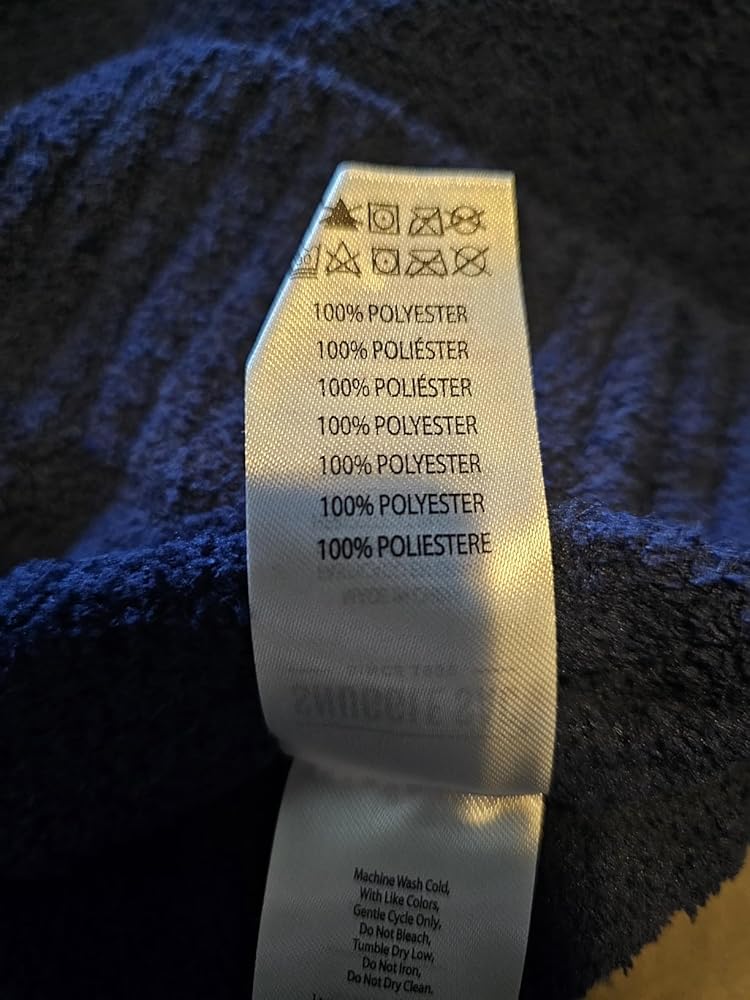 100% POLYESTER
100% POLIÉSTER
100% POLIÉSTER
100% POLYESTER
100% POLYESTER
100% POLYESTER
100% POLIESTERE
SNUGGLE
Machine Wash Cold,
With Like Colors,
Gentle Cycle Only,
Do Not Bleach,
Tumble Dry Low,
Do Not Iron,
Do Not Dry Clean.